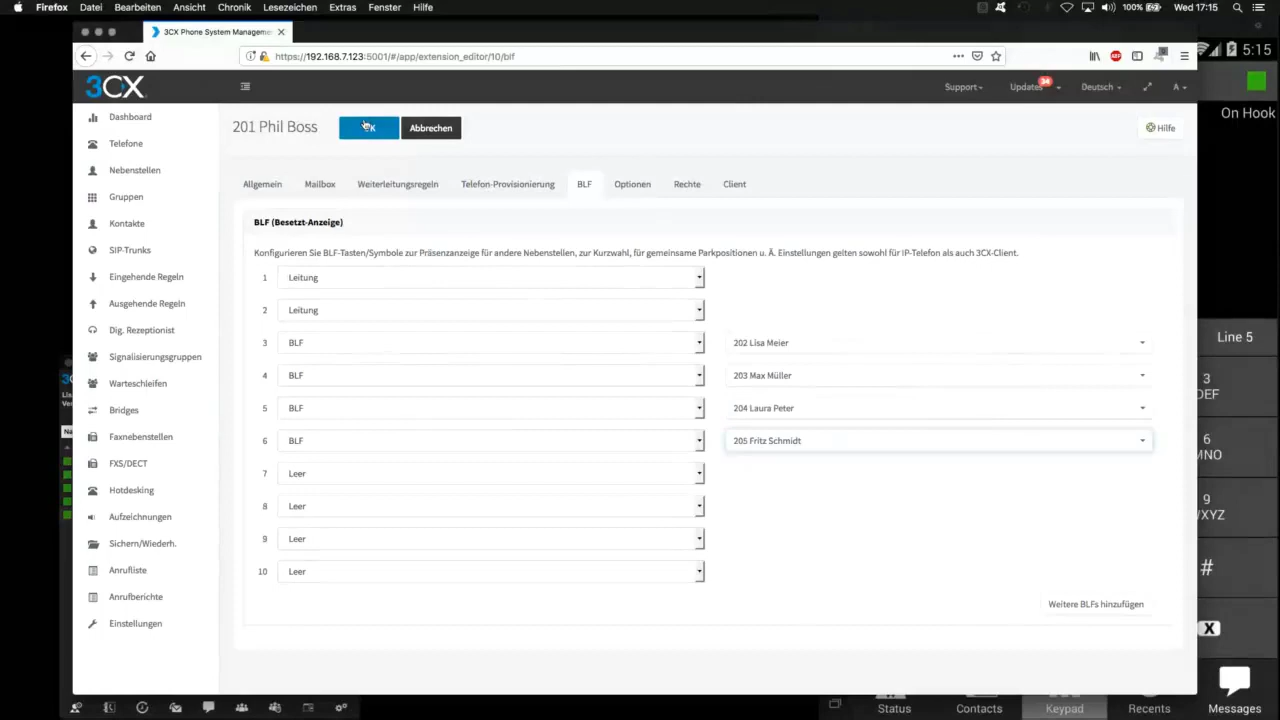 Firefox Datei Bearbeiten Ansicht Chronik Lesezeichen Extras Fenster Hilfe 100% Wed 17:15
3CX Phone System Manageme
5:15
https://192.168.7.123:5001/#/app/extension_editor/10/blf
3CX
Support
Updates
34
Deutsch
A
On Hook
Dashboard
Telefone
Nebenstellen
Gruppen
Kontakte
SIP-Trunks
Eingehende Regeln
Ausgehende Regeln
Dig. Rezeptionist
Signalisierungsgruppen
Warteschleifen
Bridges
Faxnebenstellen
FXS/DECT
Hotdesking
Aufzeichnungen
Sichern/Wiederh.
Anrufliste
Anrufberichte
Einstellungen
201 Phil Boss
Abbrechen
Hilfe
Allgemein Mailbox Weiterleitungsregeln Telefon-Provisionierung BLF Optionen Rechte Client
BLF (Besetzt-Anzeige)
Konfigurieren Sie BLF-Tasten/Symbole zur Präsenzanzeige für andere Nebenstellen, zur Kurzwahl, für gemeinsame Parkpositionen u. Ä. Einstellungen gelten sowohl für IP-Telefon als auch 3CX-Client.
1 Leitung
2 Leitung
3 BLF 202 Lisa Meier
4 BLF 203 Max Müller
5 BLF 204 Laura Peter
6 BLF 205 Fritz Schmidt
7 Leer
8 Leer
9 Leer
10 Leer
Weitere BLFs hinzufügen
Line 5
3
DEF
6
MNO
9
#
X
Status Contacts Keypad Recents Messages